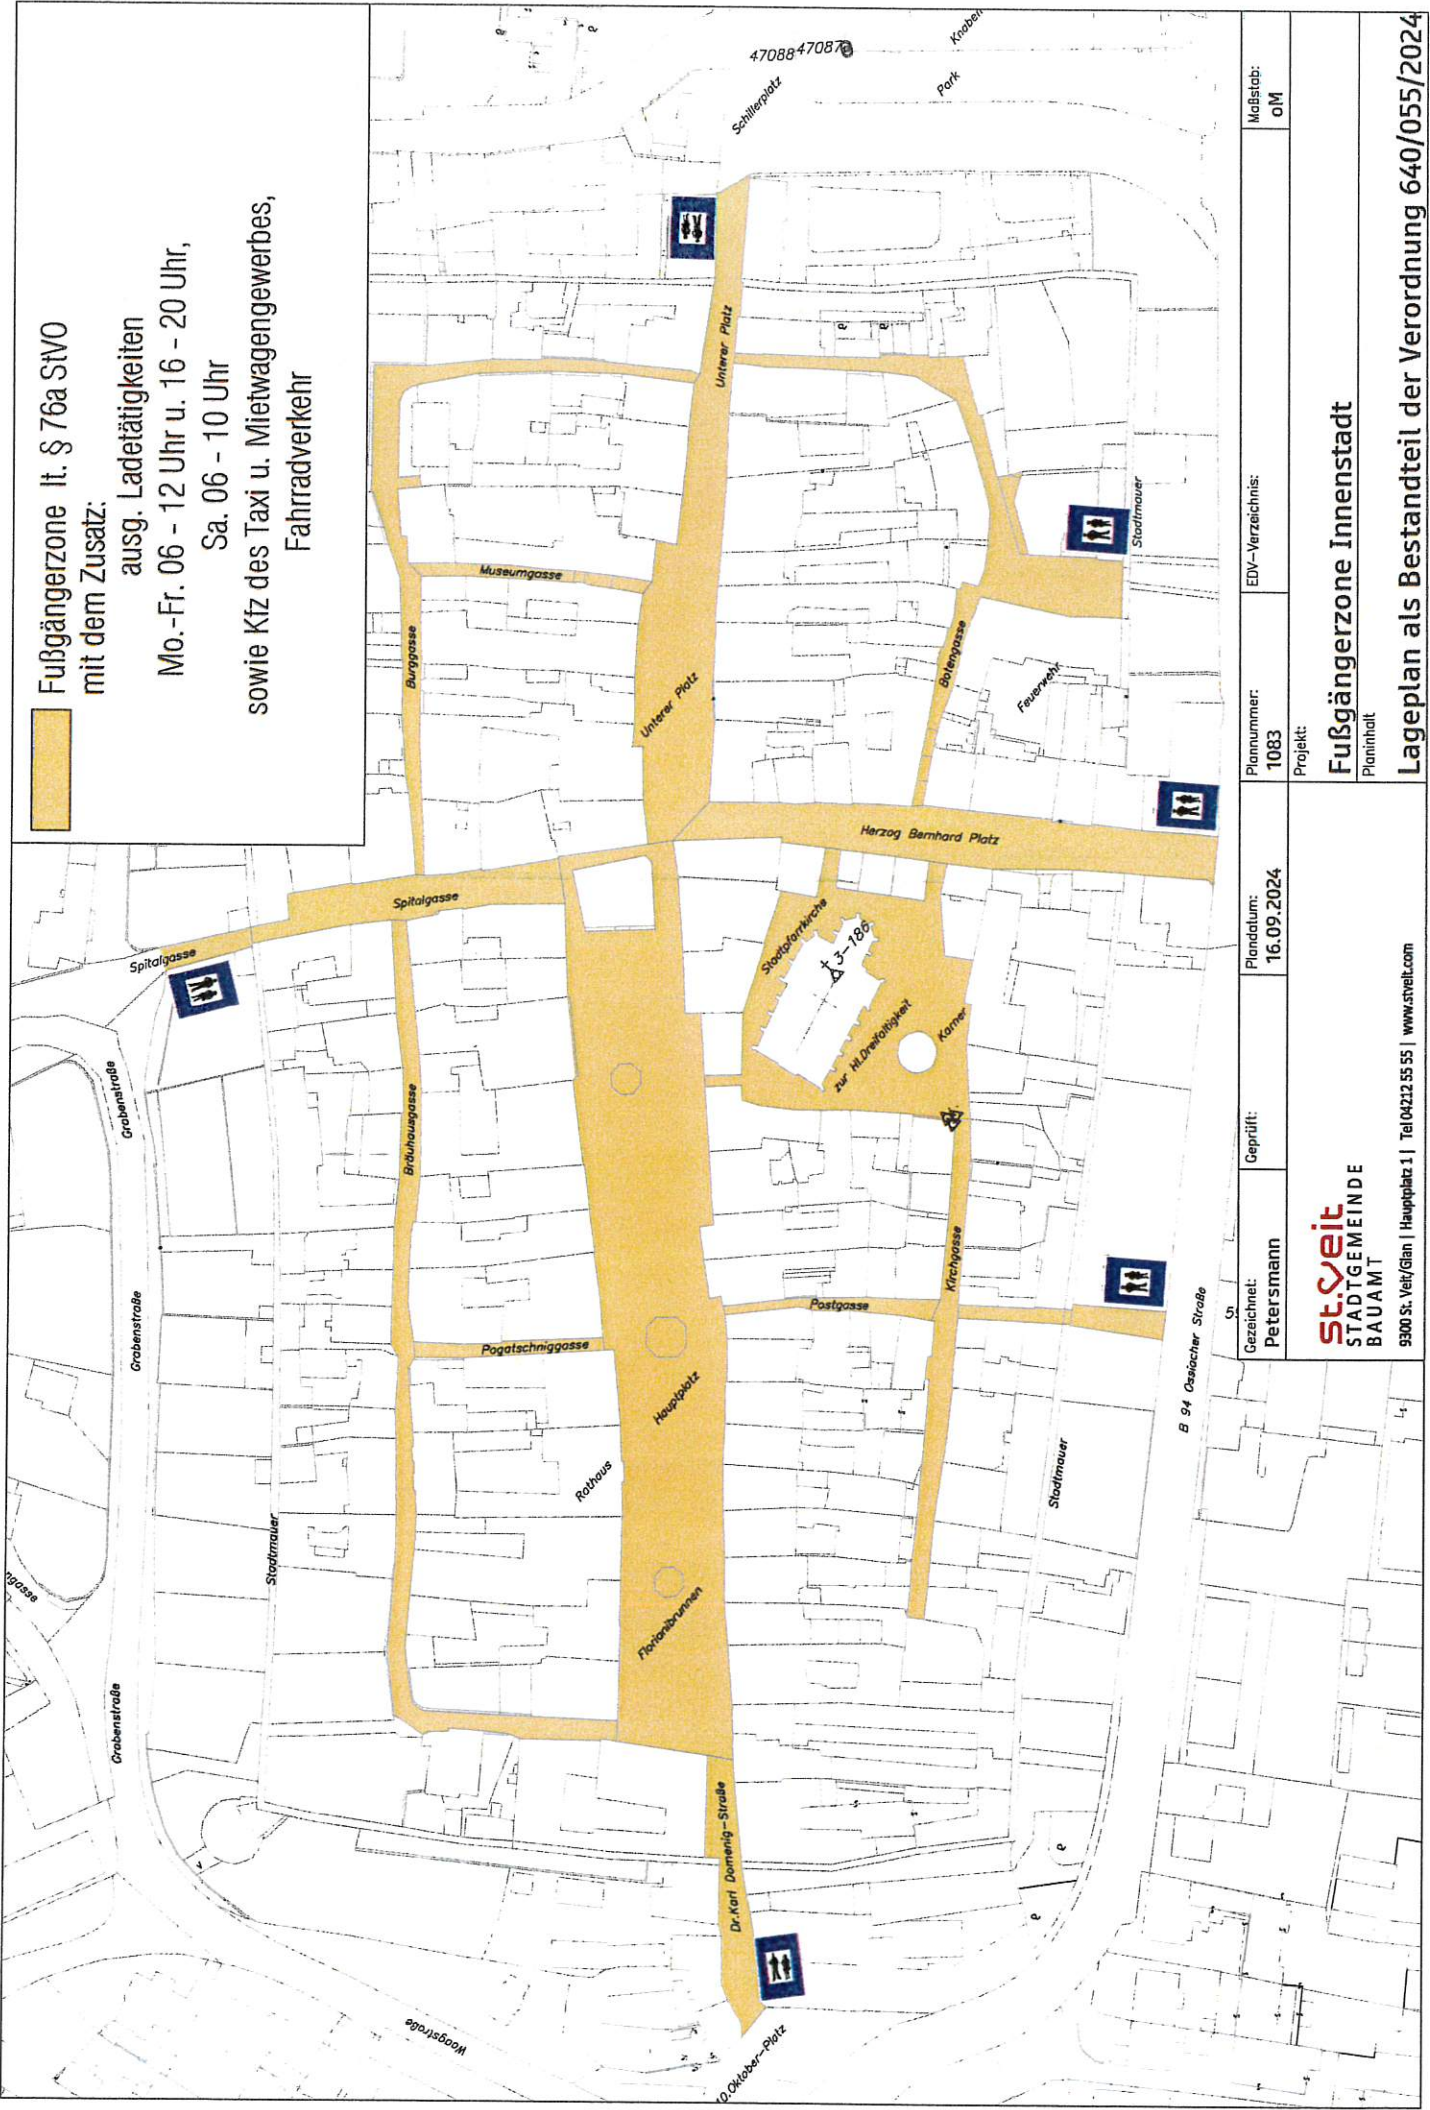 Fußgängerzone lt. § 76a StVO
mit dem Zusatz:
ausg. Ladetätigkeiten
Mo.-Fr. 06 - 12 Uhr u. 16 - 20 Uhr,
Sa. 06 - 10 Uhr
sowie Kfz des Taxi u. Mietwagengewerbes,
Fahrradverkehr
Grabenstraße
Grabenstraße
Grabenstraße
Stadtmauer
Waagstraße
Spitalgasse
Spitalgasse
Bräuhausgasse
Burggasse
Museumgasse
Pogatschniggasse
Rathaus
Hauptplatz
Florianibrunnen
Dr.Karl Domenig-Straße
10.Oktober-Platz
Unterer Platz
Unterer Platz
Schillerplatz
47088
47087
Knaben
Park
Herzog Bernhard Platz
Stadtpfarrkirche
3-186
zur Hl.Dreifaltigkeit
Karner
Kirchgasse
Postgasse
Botengasse
Feuerwehr
Stadtmauer
Stadtmauer
B 94 Ossiacher Straße
Gezeichnet:
Petersmann
Geprüft:
Plandatum:
16.09.2024
Plannummer:
1083
EDV-Verzeichnis:
Maßstab:
oM
Projekt:
Fußgängerzone Innenstadt
Planinhalt
Lageplan als Bestandteil der Verordnung 640/055/2024
st.veit
STADTGEMEINDE
BAUAMT
9300 St. Veit/Glan | Hauptplatz 1 | Tel 04212 55 55 | www.stveit.com